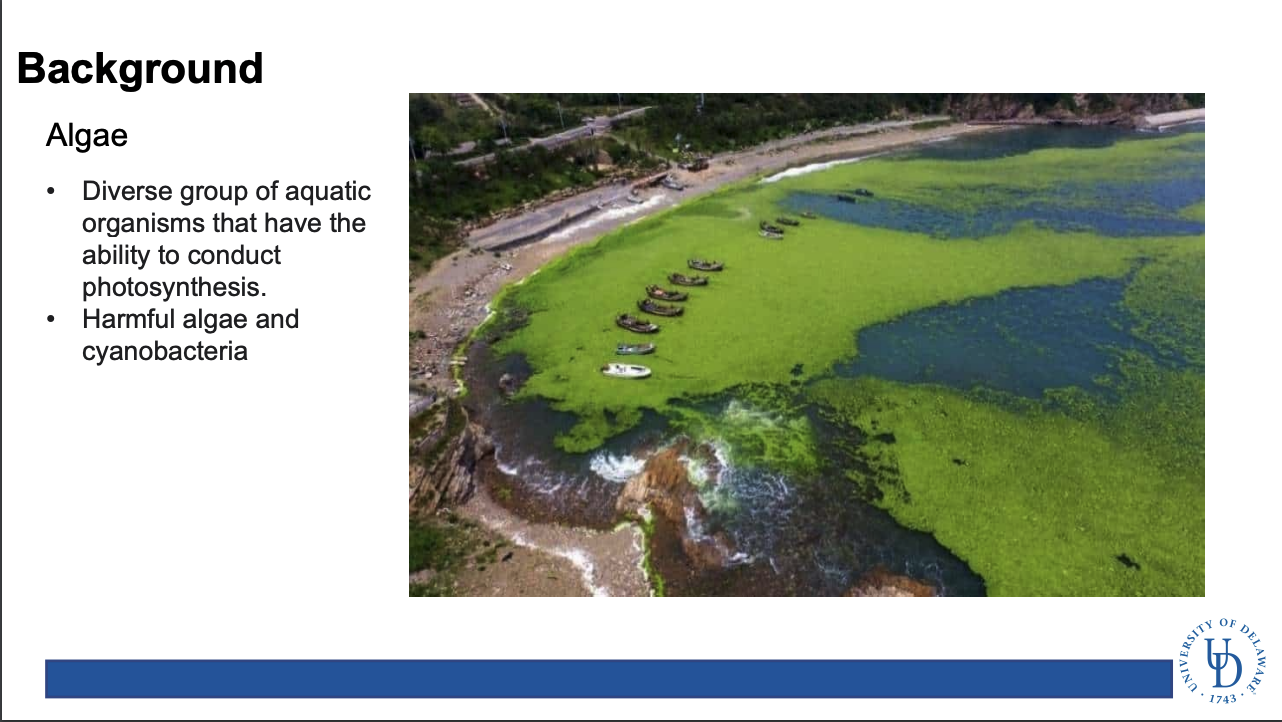 Background
Algae
• Diverse group of aquatic
organisms that have the
ability to conduct
photosynthesis.
• Harmful algae and
cyanobacteria
UNIVERSITY OF DELAWARE
UD
· 1743 ·